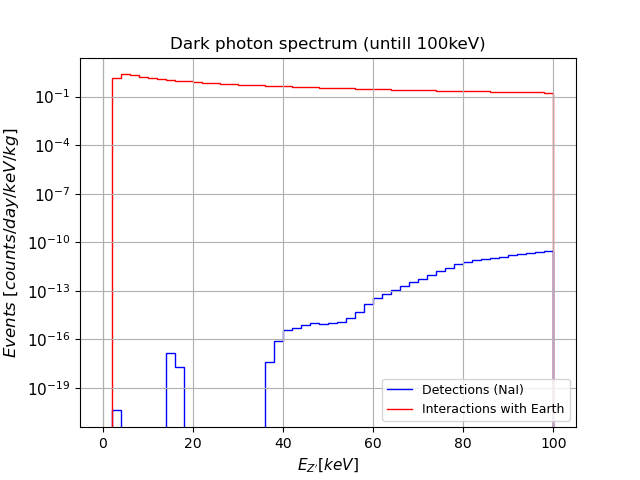 Dark photon spectrum (untill 100keV)
Events [counts/day/keV/kg]
10⁻¹
10⁻⁴
10⁻⁷
10⁻¹⁰
10⁻¹³
10⁻¹⁶
10⁻¹⁹
Detections (NaI)
Interactions with Earth
0 20 40 60 80 100
E_{Z'}[keV]